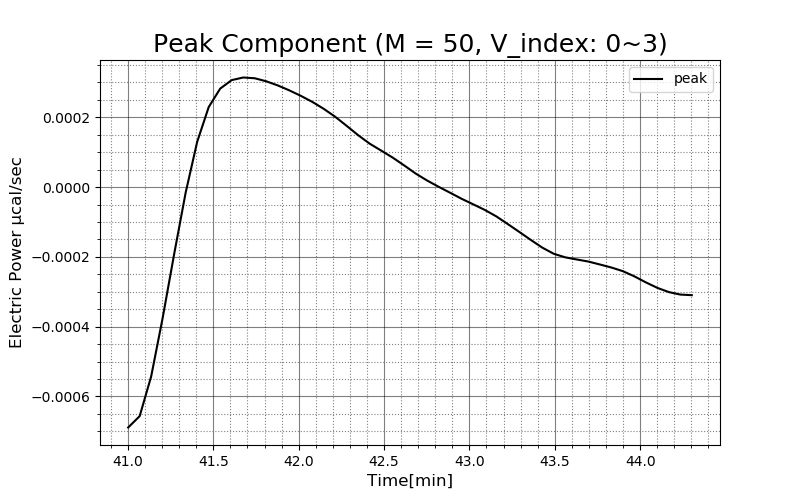 Peak Component (M = 50, V_index: 0~3)
peak
0.0002
0.0000
−0.0002
−0.0004
−0.0006
Electric Power μcal/sec
41.0 41.5 42.0 42.5 43.0 43.5 44.0
Time[min]